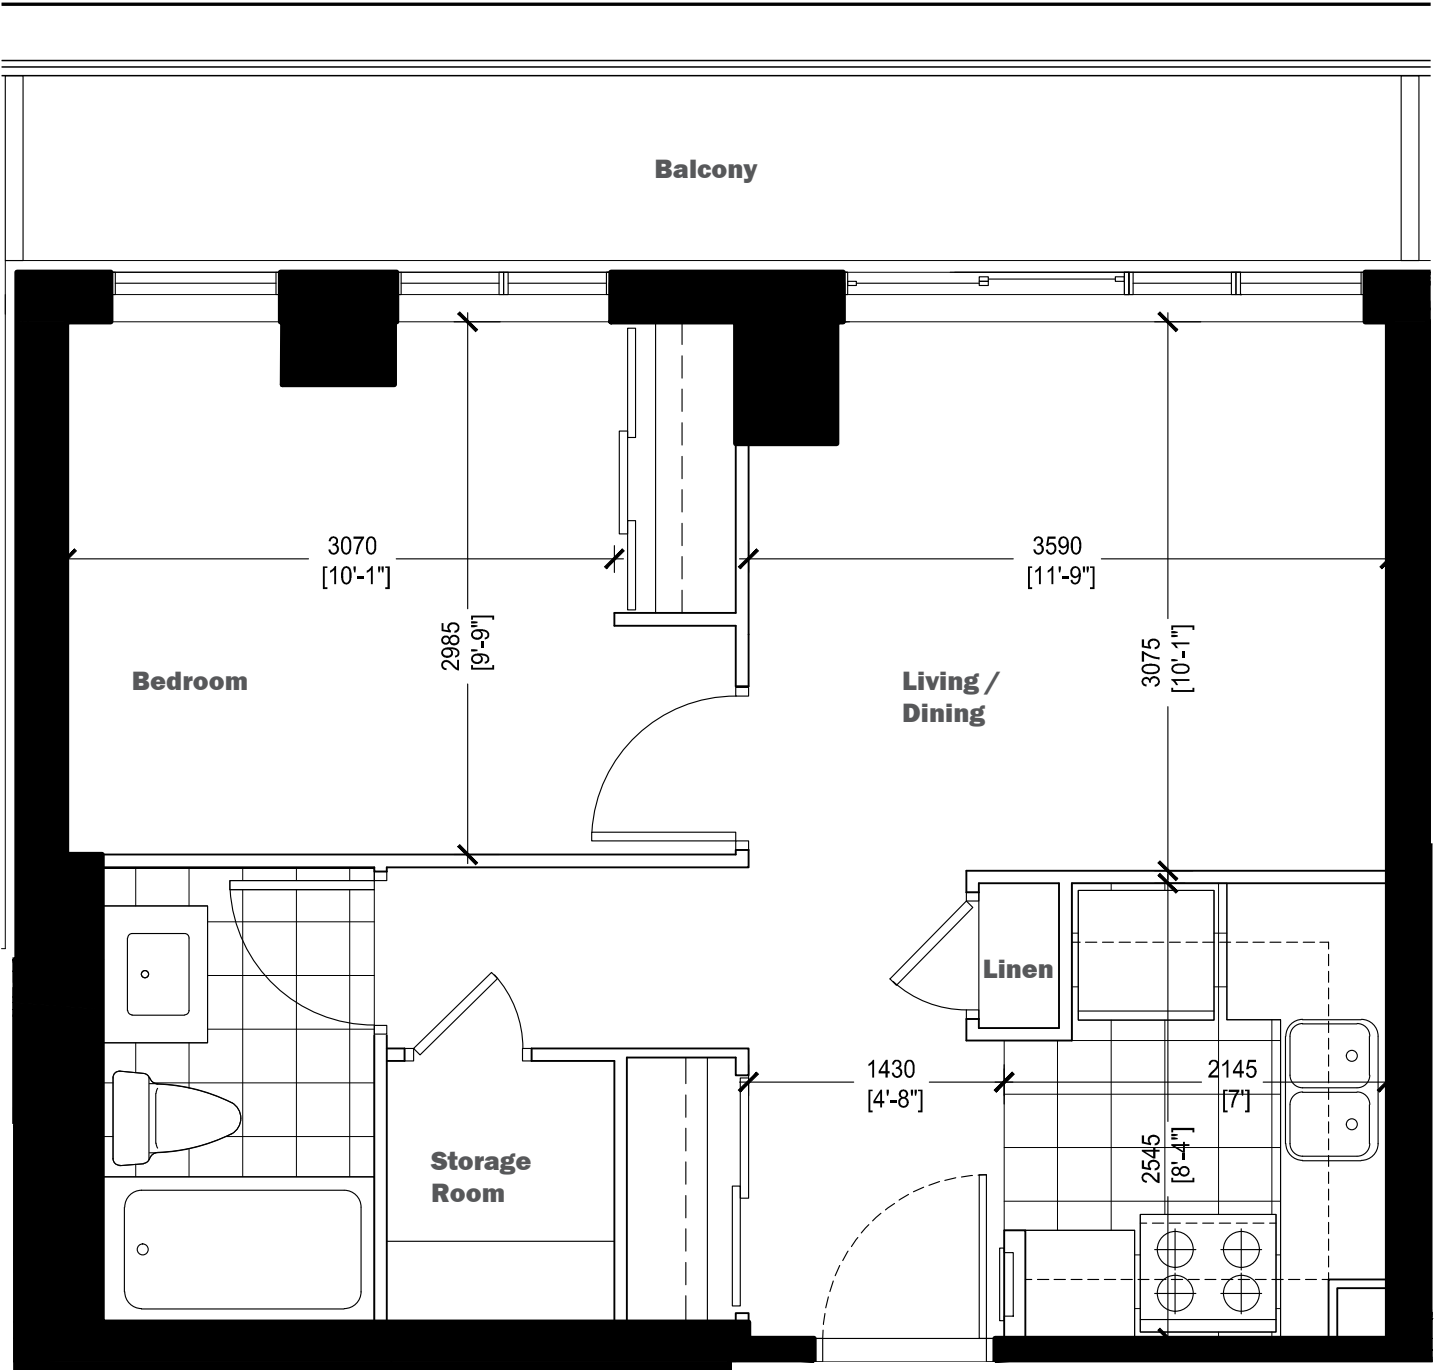 Balcony
3070
[10'-1"]
3590
[11'-9"]
2985
[9'-9"]
3075
[10'-1"]
Bedroom
Living /
Dining
Linen
1430
[4'-8"]
2145
[7']
2545
[8'-4"]
Storage
Room